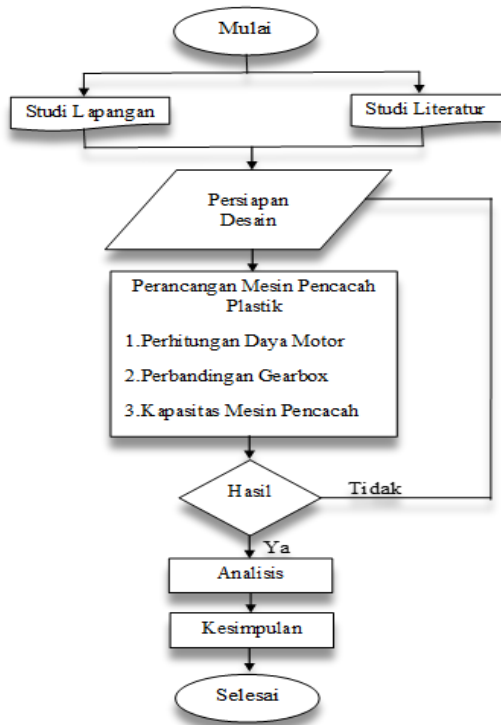 Mulai
Studi Lapangan
Studi Literatur
Persiapan
Desain
Perancangan Mesin Pencacah
Plastik
1.Perhitungan Daya Motor
2.Perbandingan Gearbox
3.Kapasitas Mesin Pencacah
Hasil
Tidak
Ya
Analisis
Kesimpulan
Selesai